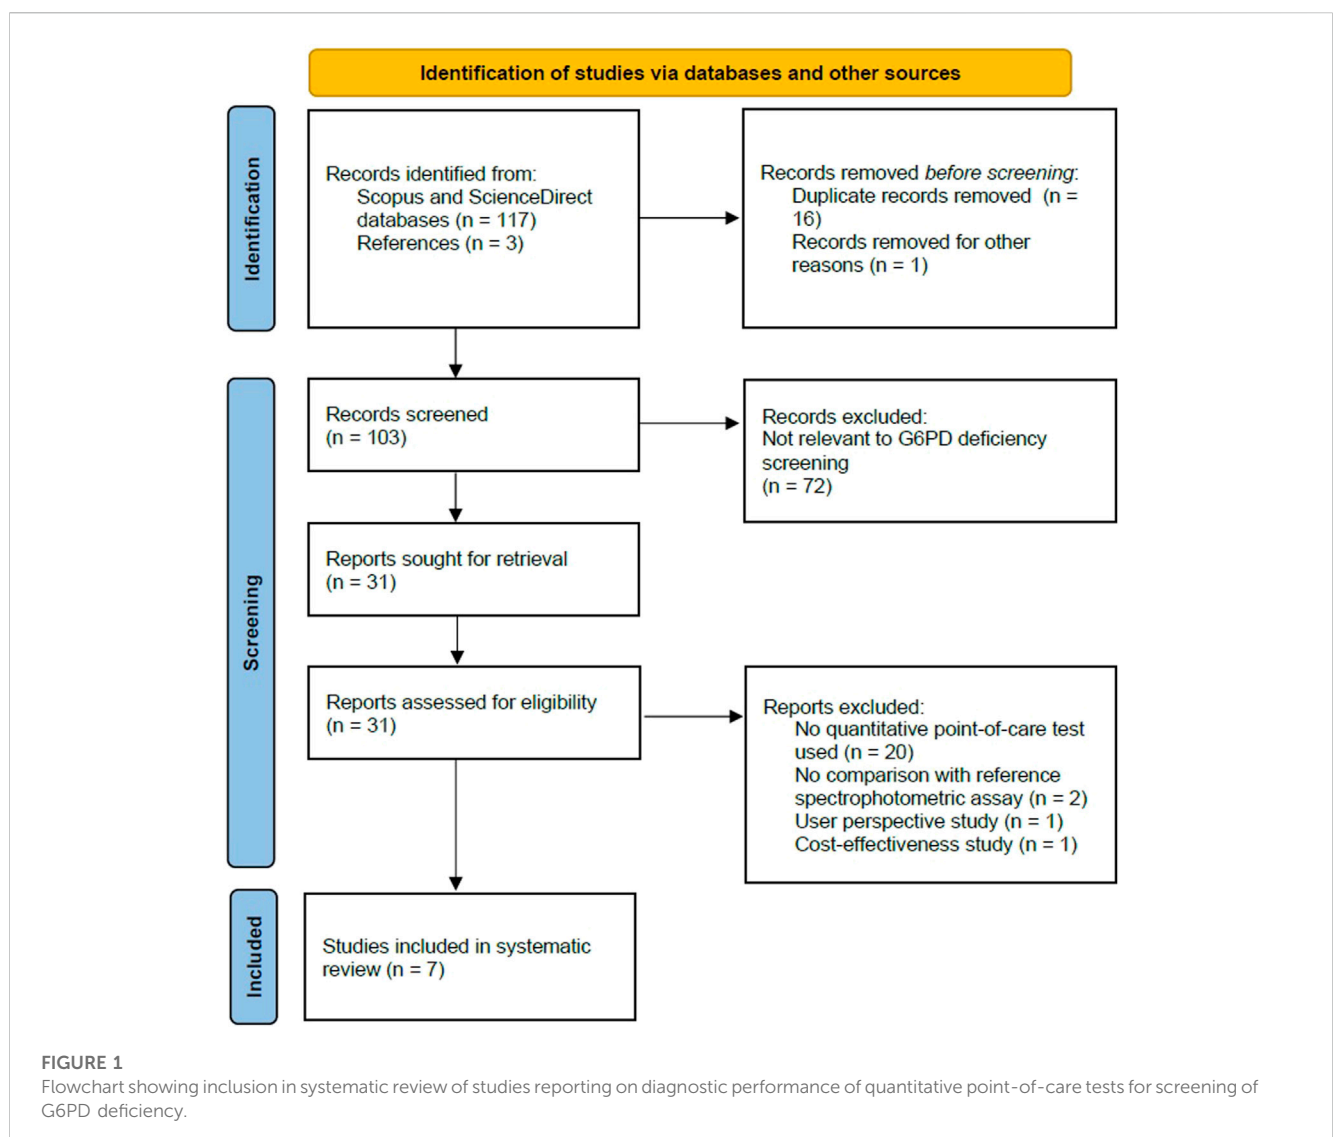 Identification of studies via databases and other sources
Identification
Records identified from:
Scopus and ScienceDirect
databases (n = 117)
References (n = 3)
Records removed before screening:
Duplicate records removed (n =
16)
Records removed for other
reasons (n = 1)
Screening
Records screened
(n = 103)
Records excluded:
Not relevant to G6PD deficiency
screening
(n = 72)
Reports sought for retrieval
(n = 31)
Reports assessed for eligibility
(n = 31)
Reports excluded:
No quantitative point-of-care test
used (n = 20)
No comparison with reference
spectrophotometric assay (n = 2)
User perspective study (n = 1)
Cost-effectiveness study (n = 1)
Included
Studies included in systematic
review (n = 7)
FIGURE 1
Flowchart showing inclusion in systematic review of studies reporting on diagnostic performance of quantitative point-of-care tests for screening of
G6PD deficiency.